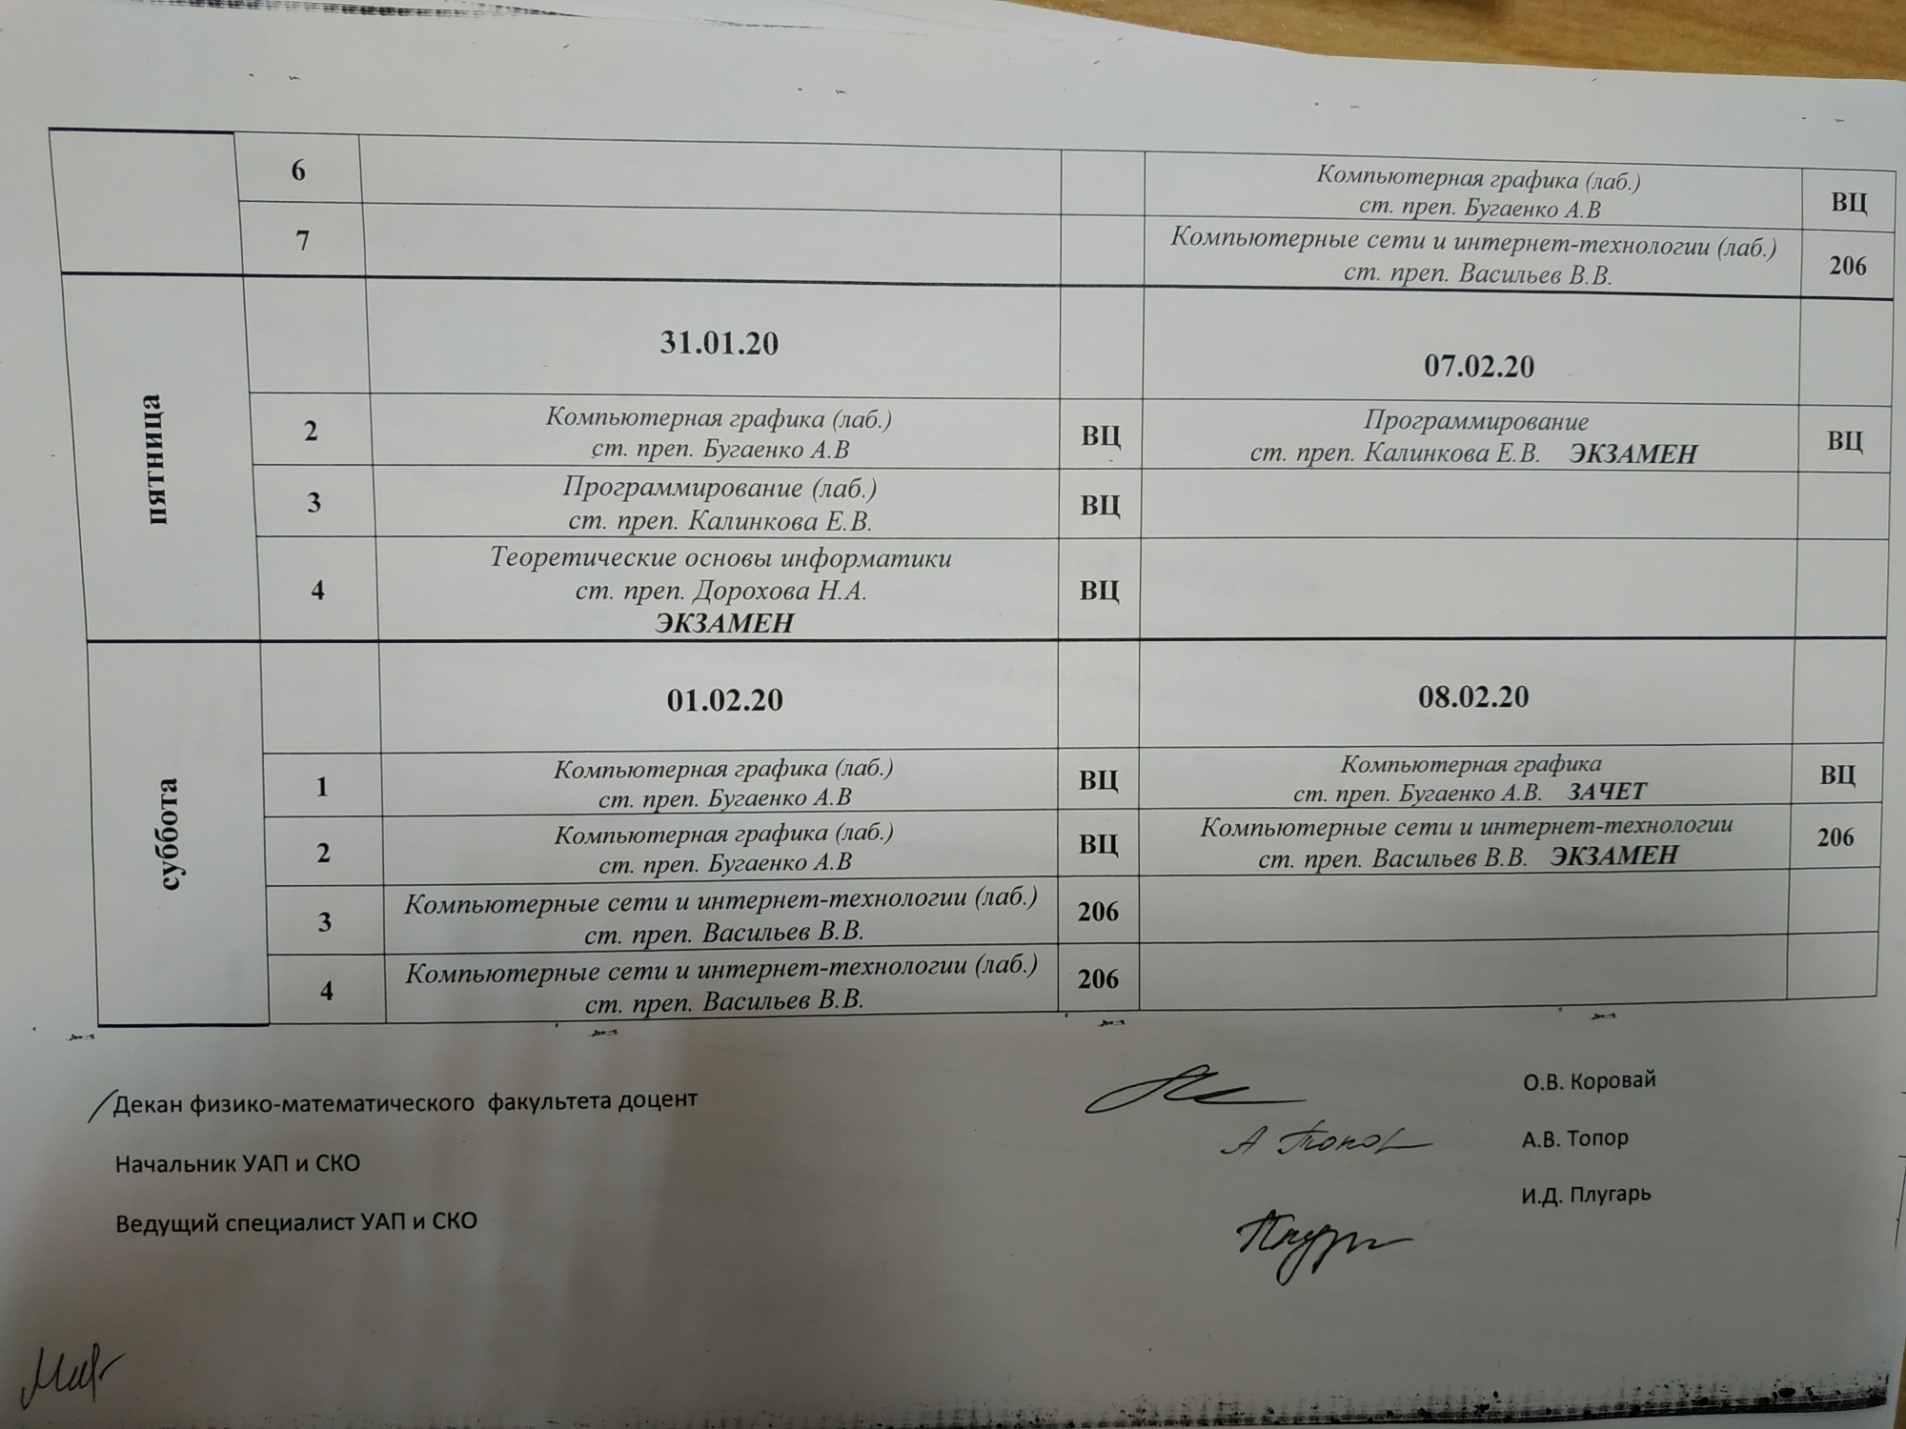 6
Компьютерная графика (лаб.)
ст. преп. Бугаенко А.В
ВЦ
7
Компьютерные сети и интернет-технологии (лаб.)
ст. преп. Васильев В.В.
206
пятница
31.01.20
07.02.20
2
Компьютерная графика (лаб.)
ст. преп. Бугаенко А.В
ВЦ
Программирование
ст. преп. Калинкова Е.В. ЭКЗАМЕН
ВЦ
3
Программирование (лаб.)
ст. преп. Калинкова Е.В.
ВЦ
4
Теоретические основы информатики
ст. преп. Дорохова Н.А.
ЭКЗАМЕН
ВЦ
суббота
01.02.20
08.02.20
1
Компьютерная графика (лаб.)
ст. преп. Бугаенко А.В
ВЦ
Компьютерная графика
ст. преп. Бугаенко А.В. ЗАЧЕТ
ВЦ
2
Компьютерная графика (лаб.)
ст. преп. Бугаенко А.В
ВЦ
Компьютерные сети и интернет-технологии
ст. преп. Васильев В.В. ЭКЗАМЕН
206
3
Компьютерные сети и интернет-технологии (лаб.)
ст. преп. Васильев В.В.
206
4
Компьютерные сети и интернет-технологии (лаб.)
ст. преп. Васильев В.В.
206
Декан физико-математического факультета доцент
О.В. Коровай
Начальник УАП и СКО
А.В. Топор
Ведущий специалист УАП и СКО
И.Д. Плугарь